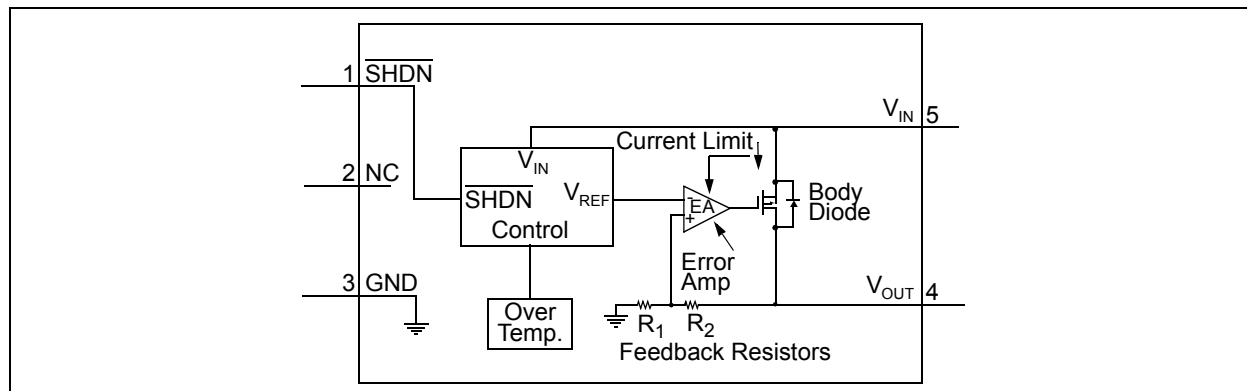 1 SHDN
2 NC
3 GND
V_IN 5
V_OUT 4
V_IN
SHDN
V_REF
Control
Over
Temp.
Current Limit
-
EA
+
Error
Amp
Body
Diode
R_1 R_2
Feedback Resistors